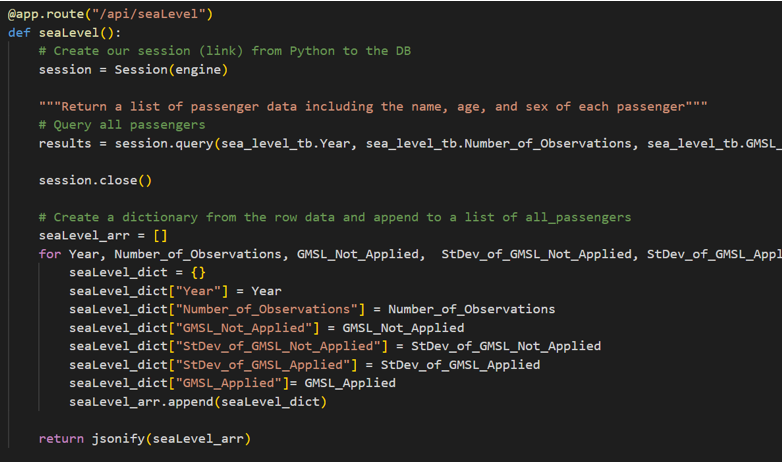 @app.route("/api/seaLevel")
def seaLevel():
    # Create our session (link) from Python to the DB
    session = Session(engine)
    """Return a list of passenger data including the name, age, and sex of each passenger"""
    # Query all passengers
    results = session.query(sea_level_tb.Year, sea_level_tb.Number_of_Observations, sea_level_tb.GMSL_
    session.close()
    # Create a dictionary from the row data and append to a list of all_passengers
    seaLevel_arr = []
    for Year, Number_of_Observations, GMSL_Not_Applied,  StDev_of_GMSL_Not_Applied, StDev_of_GMSL_Appl
        seaLevel_dict = {}
        seaLevel_dict["Year"] = Year
        seaLevel_dict["Number_of_Observations"] = Number_of_Observations
        seaLevel_dict["GMSL_Not_Applied"] = GMSL_Not_Applied
        seaLevel_dict["StDev_of_GMSL_Not_Applied"] = StDev_of_GMSL_Not_Applied
        seaLevel_dict["StDev_of_GMSL_Applied"] = StDev_of_GMSL_Applied
        seaLevel_dict["GMSL_Applied"]= GMSL_Applied
        seaLevel_arr.append(seaLevel_dict)
    return jsonify(seaLevel_arr)